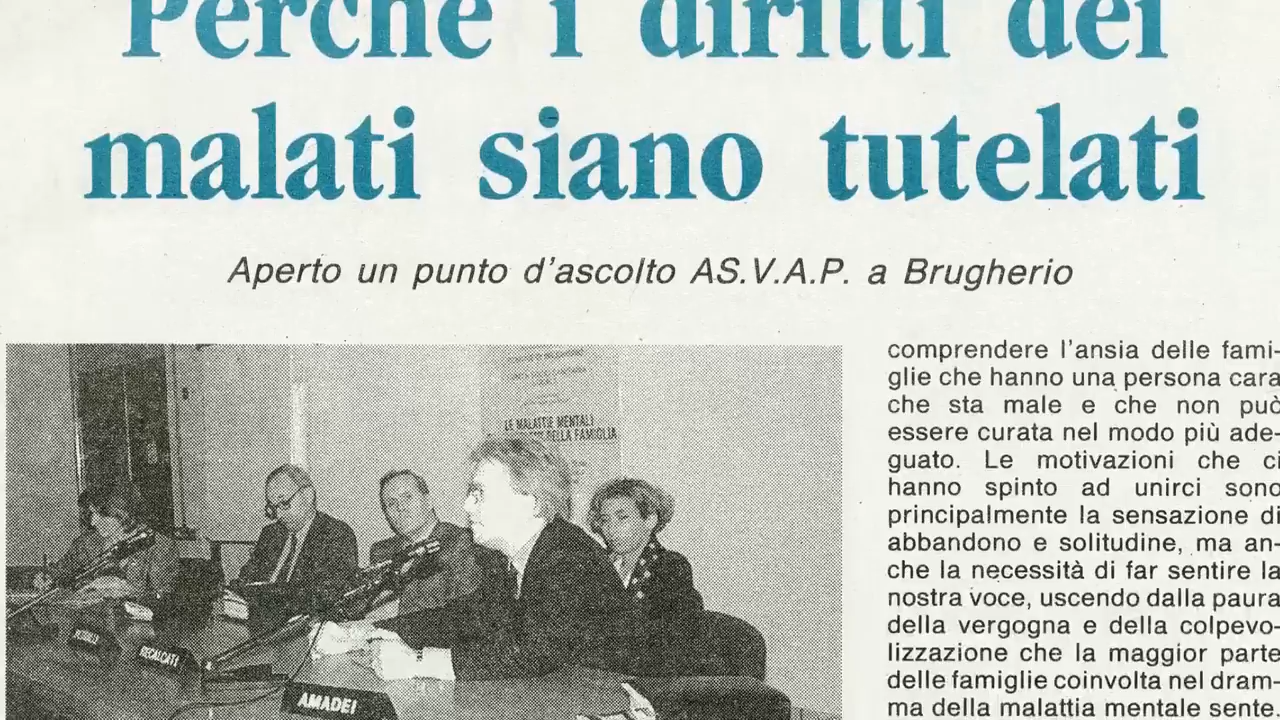 Perché i diritti dei
malati siano tutelati
Aperto un punto d'ascolto AS.V.A.P. a Brugherio
LE MALATTIE MENTALI
DELLA FAMIGLIA
RECALCATI
AMADEI
comprendere l'ansia delle fami-
glie che hanno una persona cara
che sta male e che non può
essere curata nel modo più ade-
guato. Le motivazioni che ci
hanno spinto ad unirci sono
principalmente la sensazione di
abbandono e solitudine, ma an-
che la necessità di far sentire la
nostra voce, uscendo dalla paura
della vergogna e della colpevo-
lizzazione che la maggior parte
delle famiglie coinvolta nel dram-
ma della malattia mentale sente.